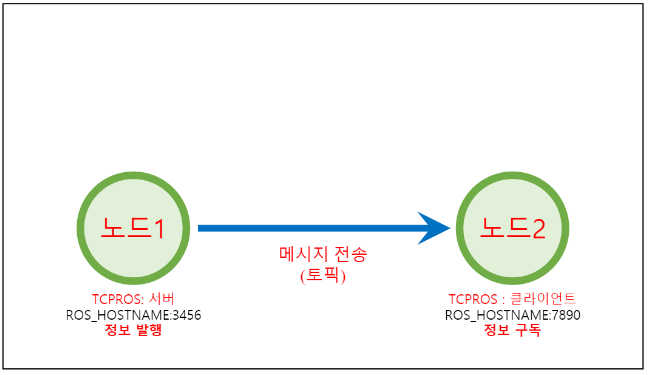 노드1
노드2
메시지 전송
(토픽)
TCPROS: 서버
ROS_HOSTNAME:3456
정보 발행
TCPROS : 클라이언트
ROS_HOSTNAME:7890
정보 구독